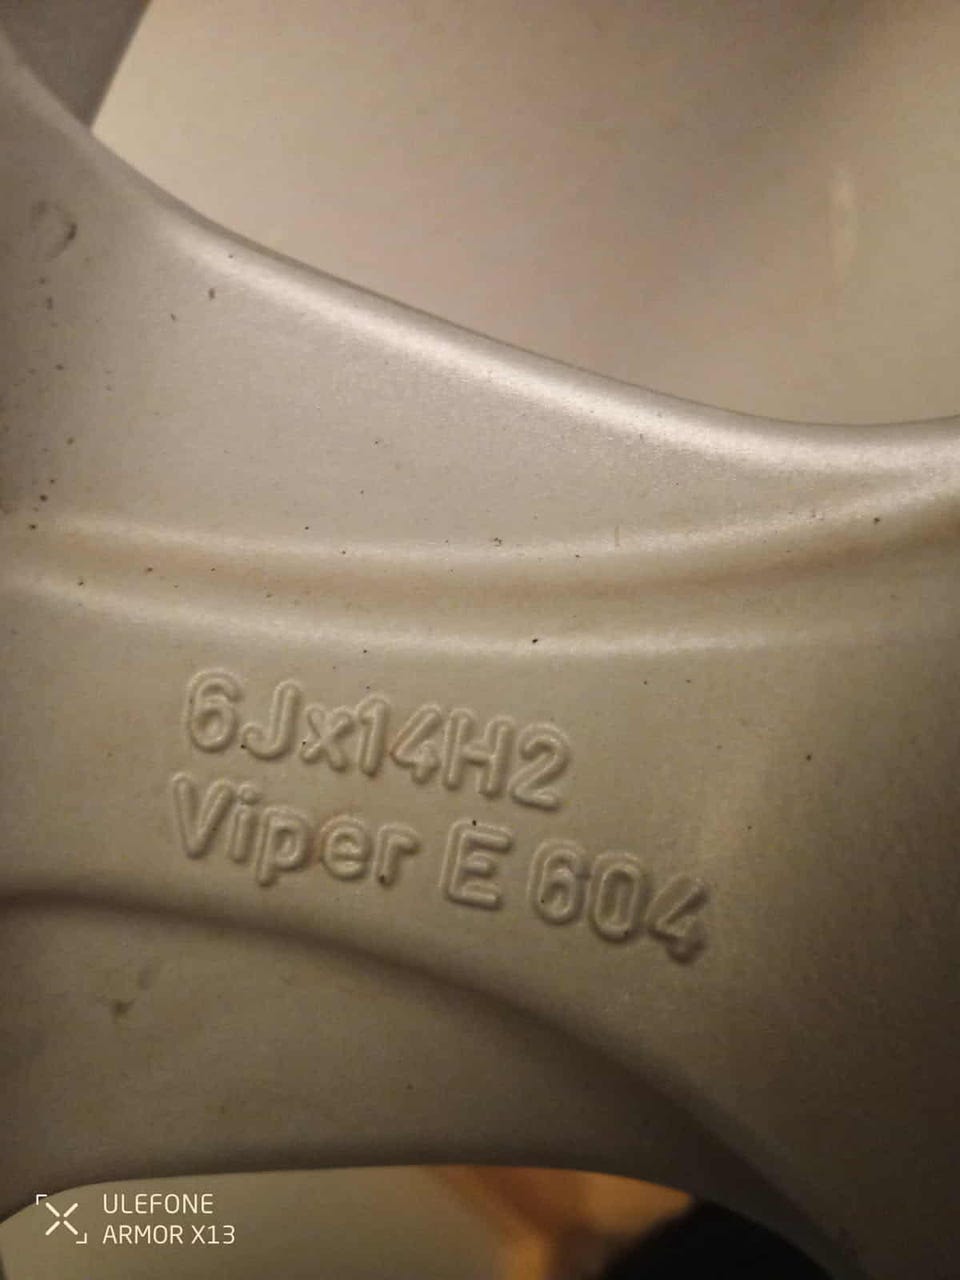 6Jx14H2
Viper E 604
ULEFONE
ARMOR X13